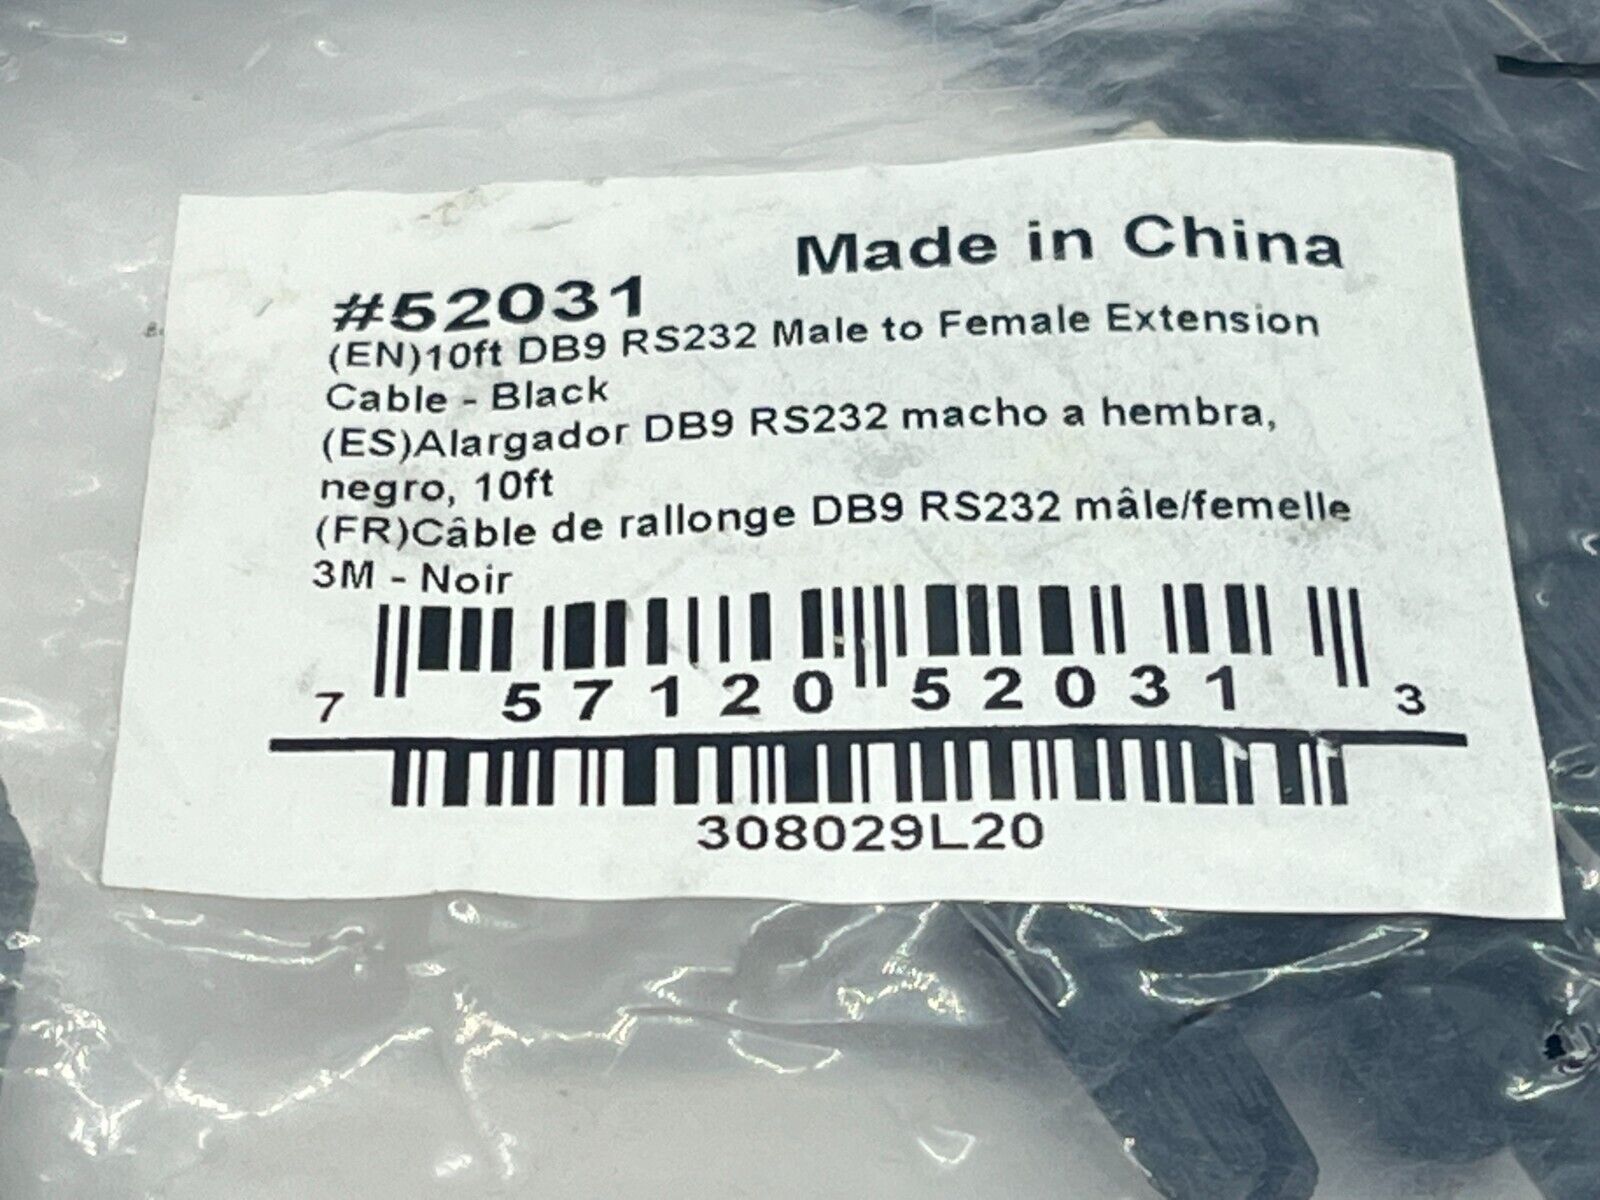 Made in China
#52031
(EN)10ft DB9 RS232 Male to Female Extension
Cable - Black
(ES)Alargador DB9 RS232 macho a hembra,
negro, 10ft
(FR)Câble de rallonge DB9 RS232 mâle/femelle
3M - Noir
7 57120 52031 3
308029L20